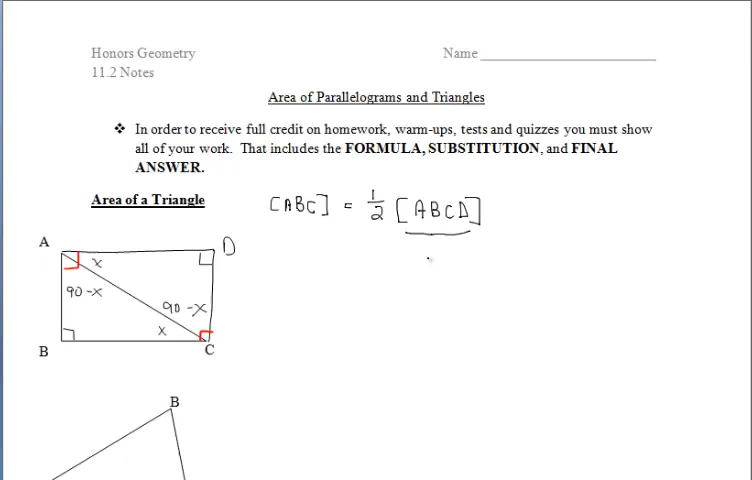 Honors Geometry Name
11.2 Notes
Area of Parallelograms and Triangles
❖ In order to receive full credit on homework, warm-ups, tests and quizzes you must show
all of your work. That includes the FORMULA, SUBSTITUTION, and FINAL
ANSWER.
Area of a Triangle [ABC] = 1/2 [ABCD]
A D
x
90-x
90-x
x
B C
B